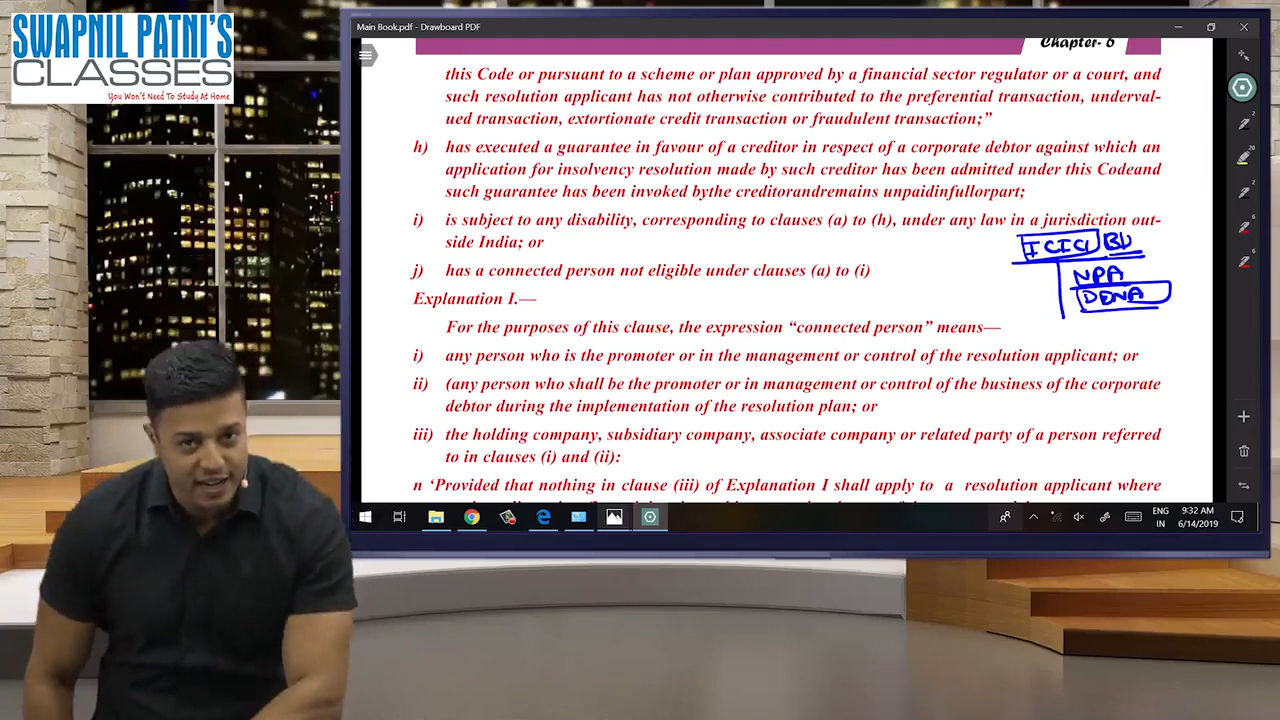 SWAPNIL PATNI'S
CLASSES
You Won't Need To Study At Home
Main Book.pdf - Drawboard PDF
Chapter- 6
this Code or pursuant to a scheme or plan approved by a financial sector regulator or a court, and
such resolution applicant has not otherwise contributed to the preferential transaction, underval-
ued transaction, extortionate credit transaction or fraudulent transaction;”
h) has executed a guarantee in favour of a creditor in respect of a corporate debtor against which an
application for insolvency resolution made by such creditor has been admitted under this Codeand
such guarantee has been invoked bythe creditorandremains unpaidinfullorpart;
i) is subject to any disability, corresponding to clauses (a) to (h), under any law in a jurisdiction out-
side India; or
ICICI
NPA
j) has a connected person not eligible under clauses (a) to (i)
DENA
Explanation I.—
For the purposes of this clause, the expression “connected person” means—
i) any person who is the promoter or in the management or control of the resolution applicant; or
ii) (any person who shall be the promoter or in management or control of the business of the corporate
debtor during the implementation of the resolution plan; or
iii) the holding company, subsidiary company, associate company or related party of a person referred
to in clauses (i) and (ii):
n ‘Provided that nothing in clause (iii) of Explanation I shall apply to a resolution applicant where
ENG
IN
9:32 AM
6/14/2019